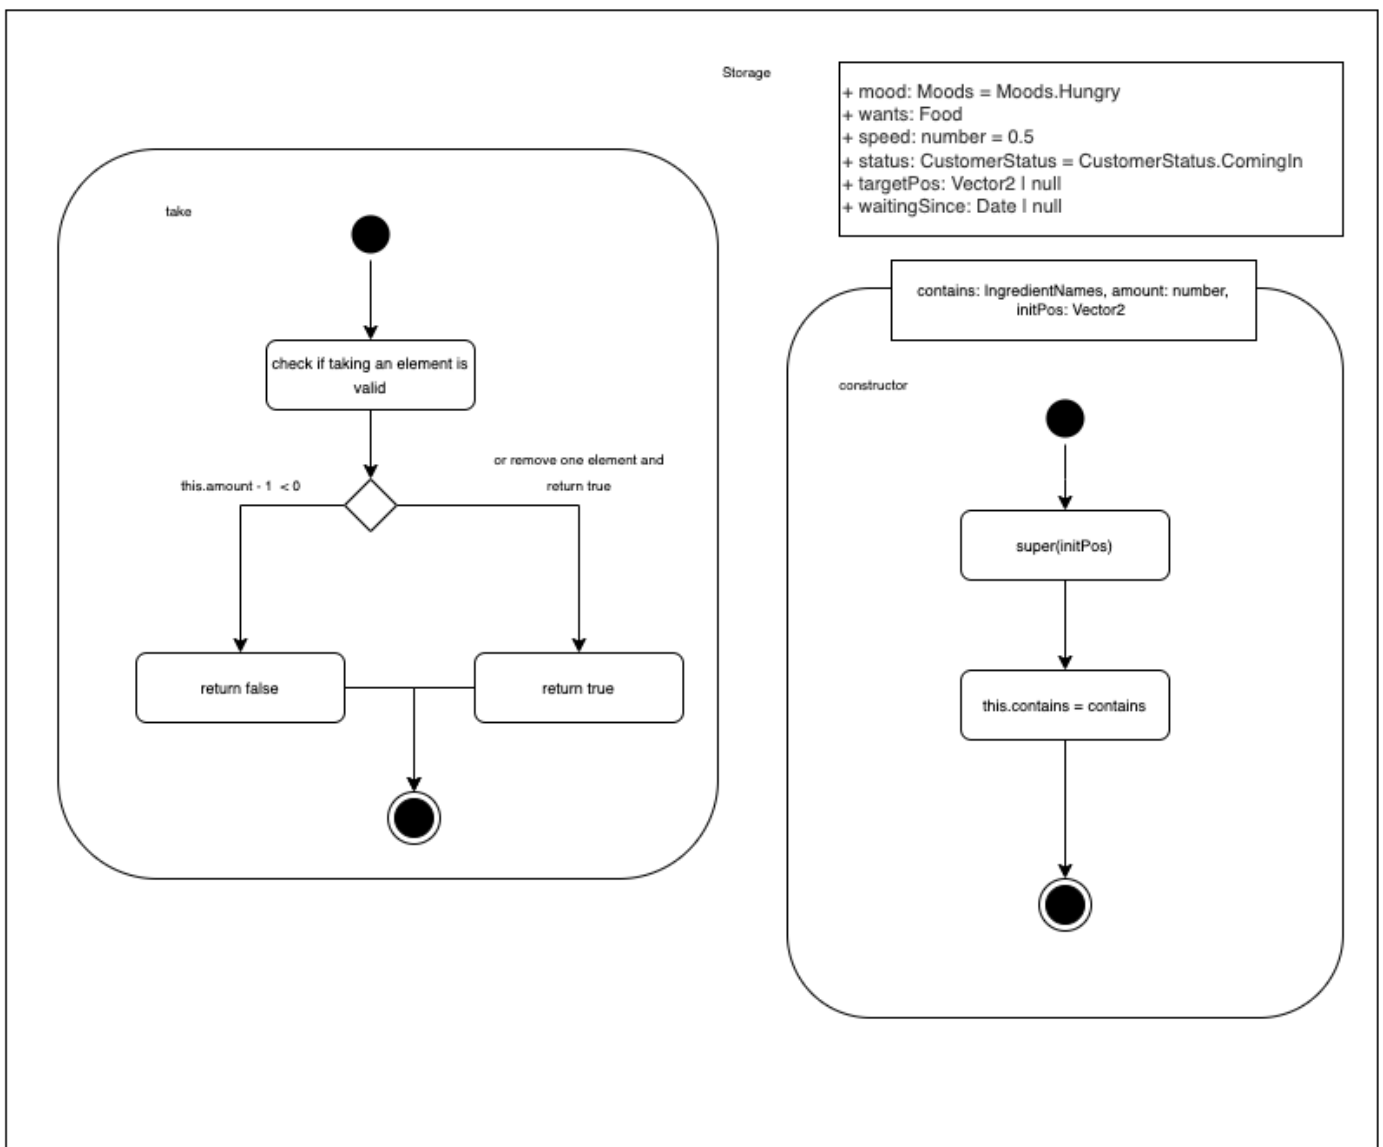 Storage
+ mood: Moods = Moods.Hungry
+ wants: Food
+ speed: number = 0.5
+ status: CustomerStatus = CustomerStatus.ComingIn
+ targetPos: Vector2 | null
+ waitingSince: Date | null
take
check if taking an element is
valid
this.amount - 1  < 0
or remove one element and
return true
return false
return true
contains: IngredientNames, amount: number,
initPos: Vector2
constructor
super(initPos)
this.contains = contains